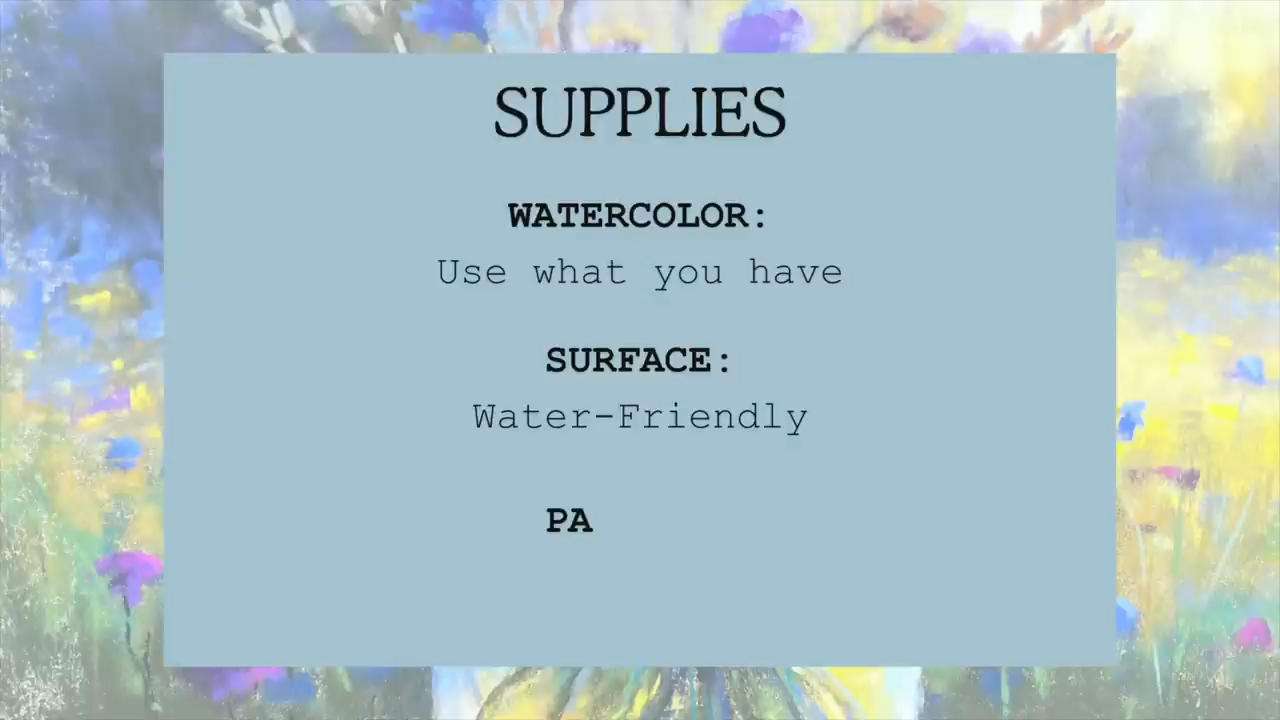 SUPPLIES
WATERCOLOR:
Use what you have
SURFACE:
Water-Friendly
PA